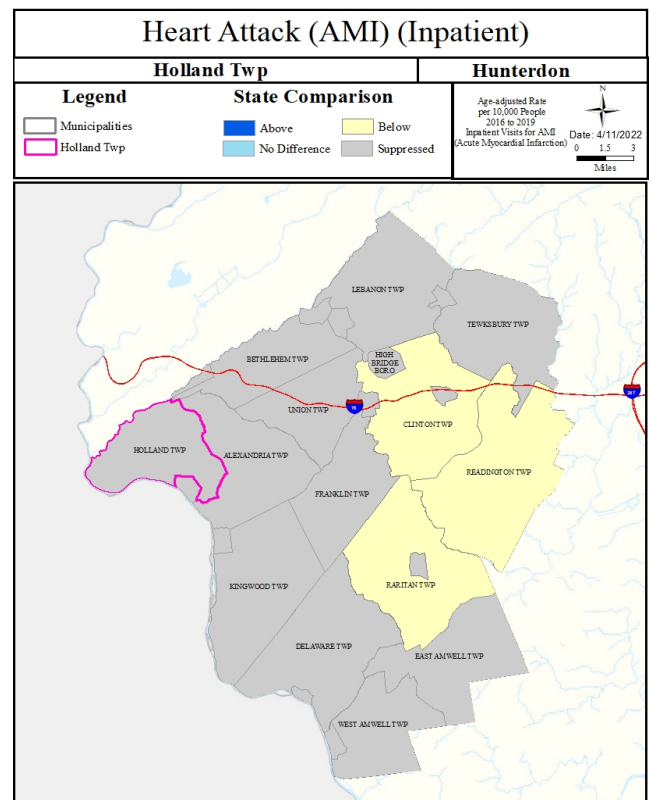 Heart Attack (AMI) (Inpatient)
Holland Twp
Hunterdon
Legend
Municipalities
Holland Twp
State Comparison
Above
Below
No Difference
Suppressed
Age-adjusted Rate
per 10,000 People
2016 to 2019
Inpatient Visits for AMI
(Acute Myocardial Infarction)
N
Date: 4/11/2022
0 1.5 3
Miles
LEBANON TWP
TEWKSBURY TWP
BETHLEHEM TWP
HIGH
BRIDGE
BORO
UNION TWP
78
287
CLINTON TWP
HOLLAND TWP
ALEXANDRIA TWP
READINGTON TWP
FRANKLIN TWP
KINGWOOD TWP
RARITAN TWP
DELAWARE TWP
EAST AMWELL TWP
WEST AMWELL TWP